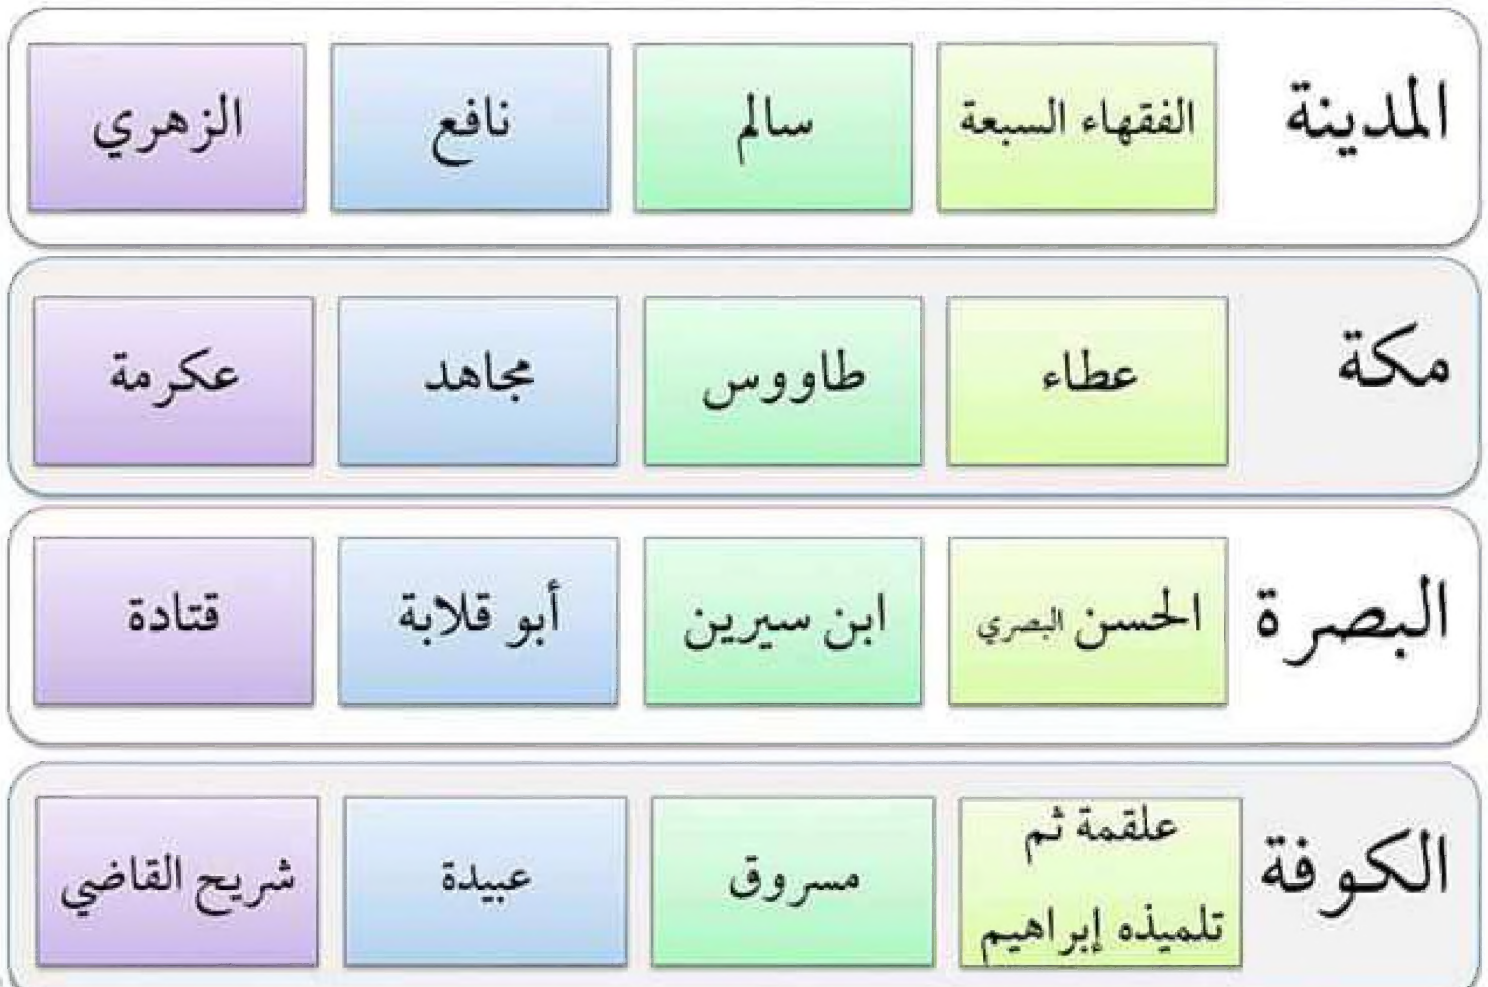 المدينة
الفقهاء السبعة
سالم
نافع
الزهري
مكة
عطاء
طاووس
مجاهد
عكرمة
البصرة
الحسن البصري
ابن سيرين
أبو قلابة
قتادة
الكوفة
علقمة ثم
تلميذه إبراهيم
مسروق
عبيدة
شريح القاضي